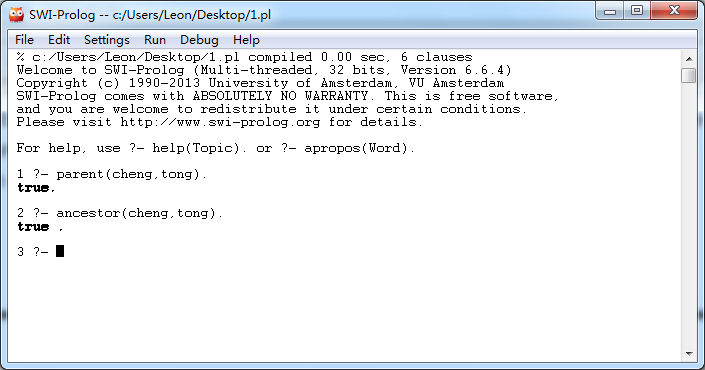 SWI-Prolog -- c:/Users/Leon/Desktop/1.pl
File Edit Settings Run Debug Help
% c:/Users/Leon/Desktop/1.pl compiled 0.00 sec, 6 clauses
Welcome to SWI-Prolog (Multi-threaded, 32 bits, Version 6.6.4)
Copyright (c) 1990-2013 University of Amsterdam, VU Amsterdam
SWI-Prolog comes with ABSOLUTELY NO WARRANTY. This is free software,
and you are welcome to redistribute it under certain conditions.
Please visit http://www.swi-prolog.org for details.
For help, use ?- help(Topic). or ?- apropos(Word).
1 ?- parent(cheng,tong).
true.
2 ?- ancestor(cheng,tong).
true .
3 ?-